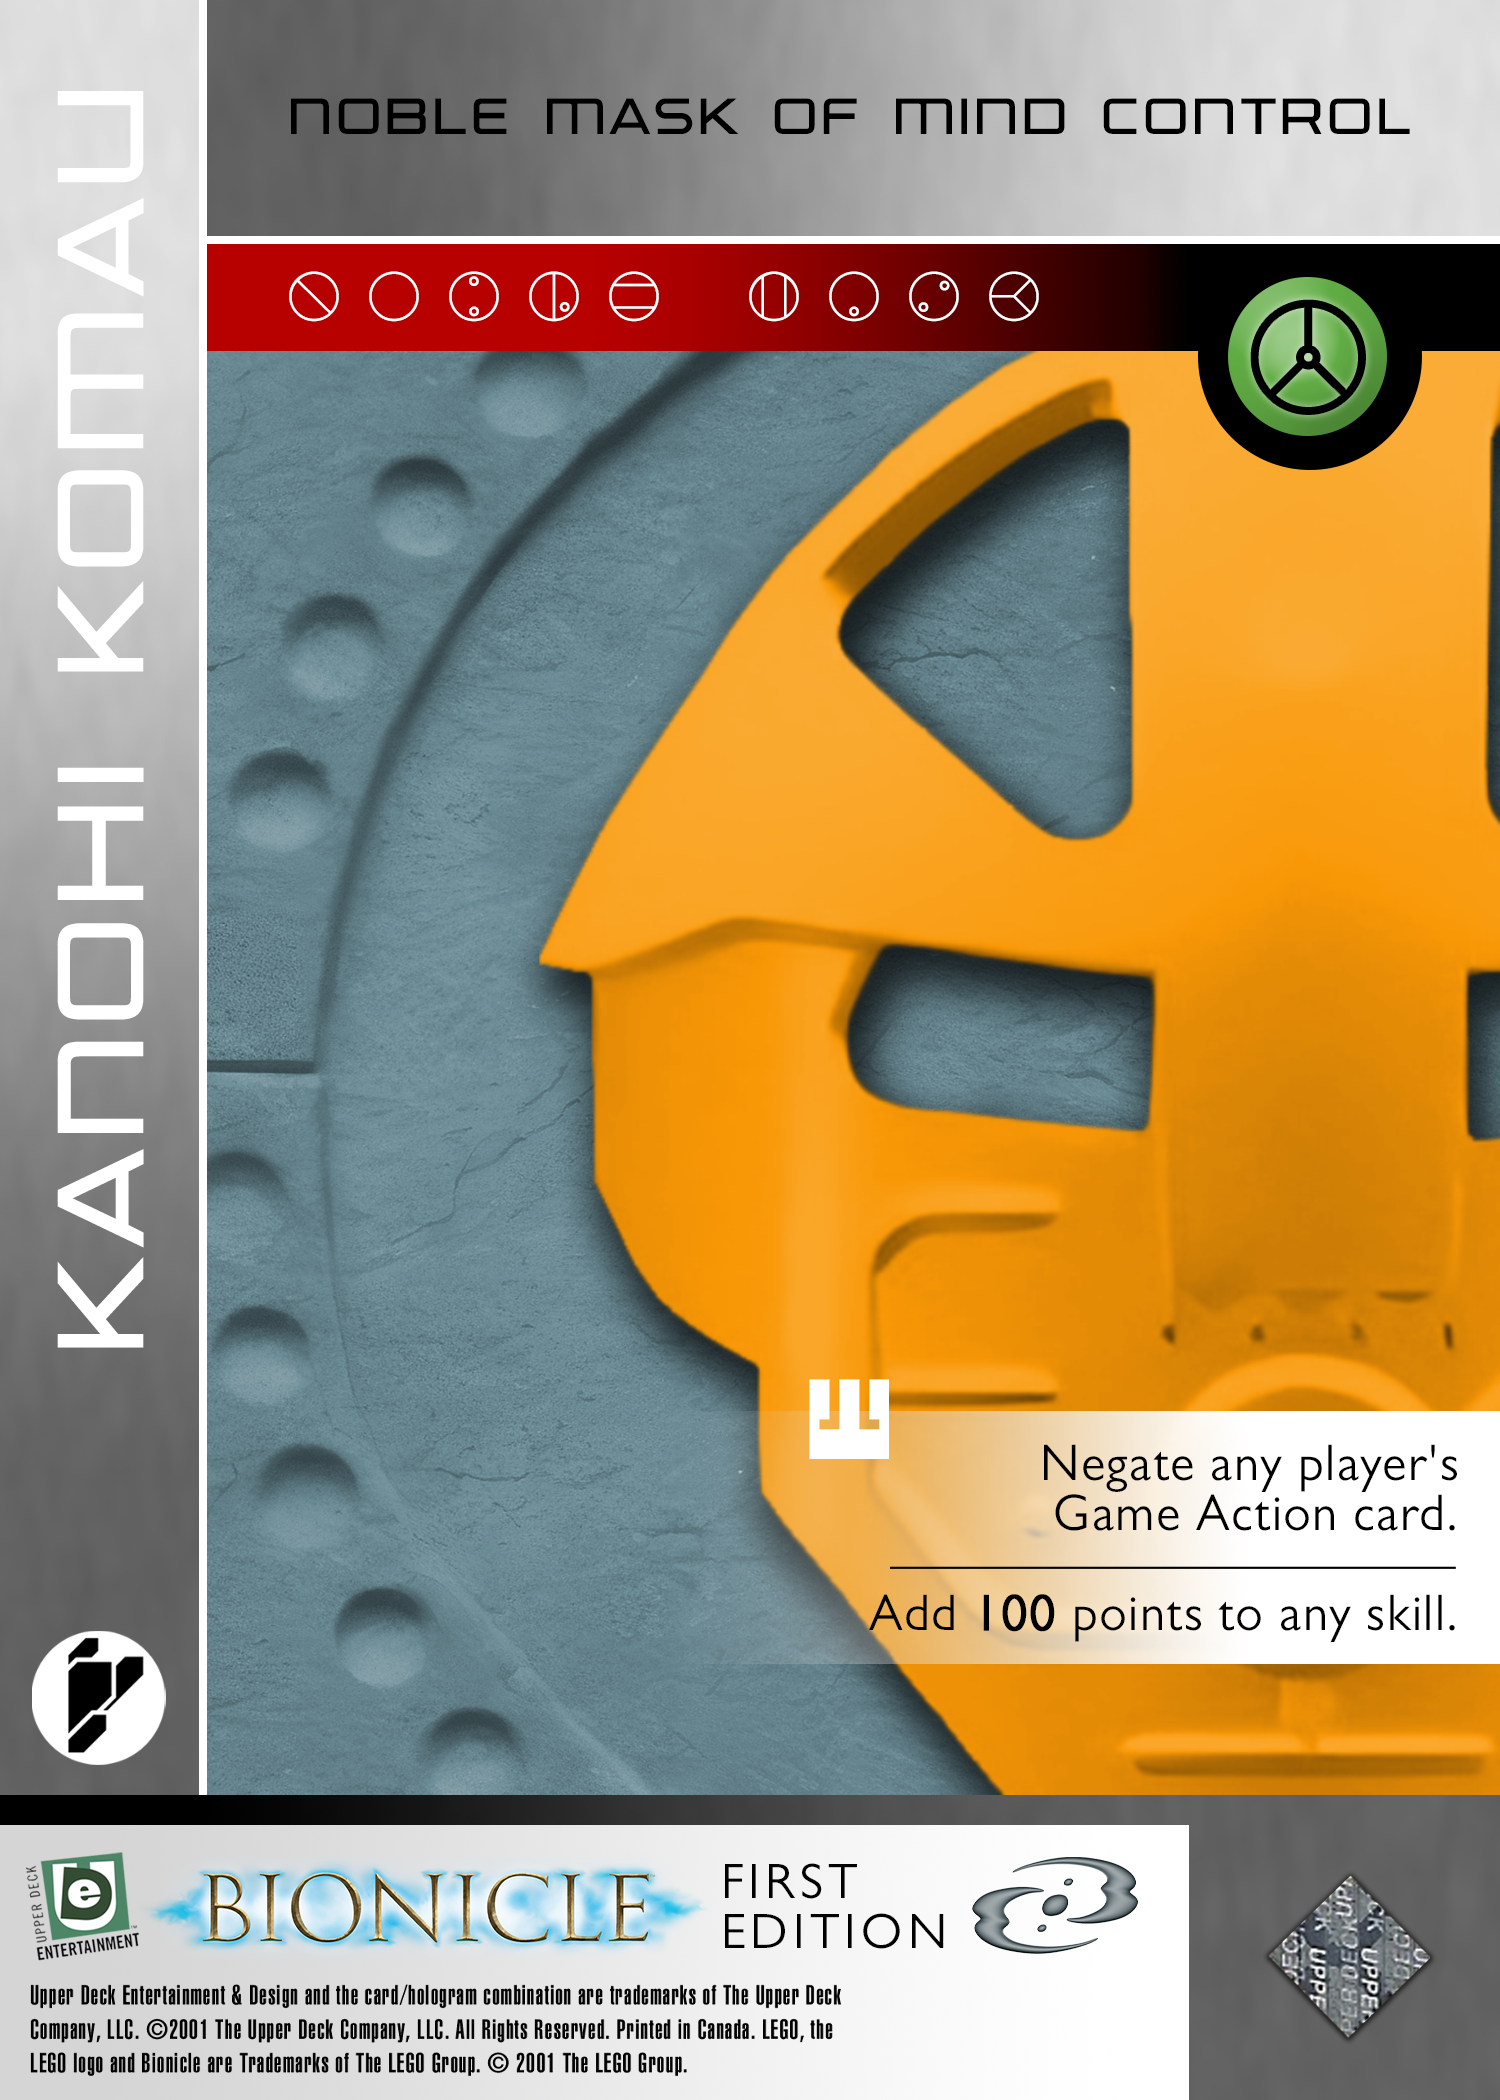 NOBLE MASK OF MIND CONTROL
KANOHI KOMAU
Negate any player's
Game Action card.
Add 100 points to any skill.
UPPER DECK
e
ENTERTAINMENT
BIONICLE
FIRST
EDITION
Upper Deck Entertainment & Design and the card/hologram combination are trademarks of The Upper Deck
Company, LLC. ©2001 The Upper Deck Company, LLC. All Rights Reserved. Printed in Canada. LEGO, the
LEGO logo and Bionicle are Trademarks of The LEGO Group. © 2001 The LEGO Group.